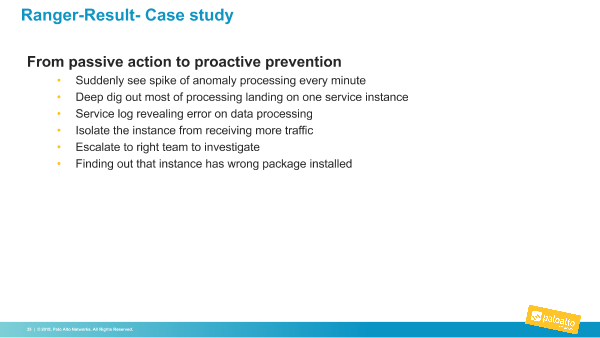 Ranger-Result- Case study
From passive action to proactive prevention
• Suddenly see spike of anomaly processing every minute
• Deep dig out most of processing landing on one service instance
• Service log revealing error on data processing
• Isolate the instance from receiving more traffic
• Escalate to right team to investigate
• Finding out that instance has wrong package installed
paloalto
| © 2018, Palo Alto Networks. All Rights Reserved.